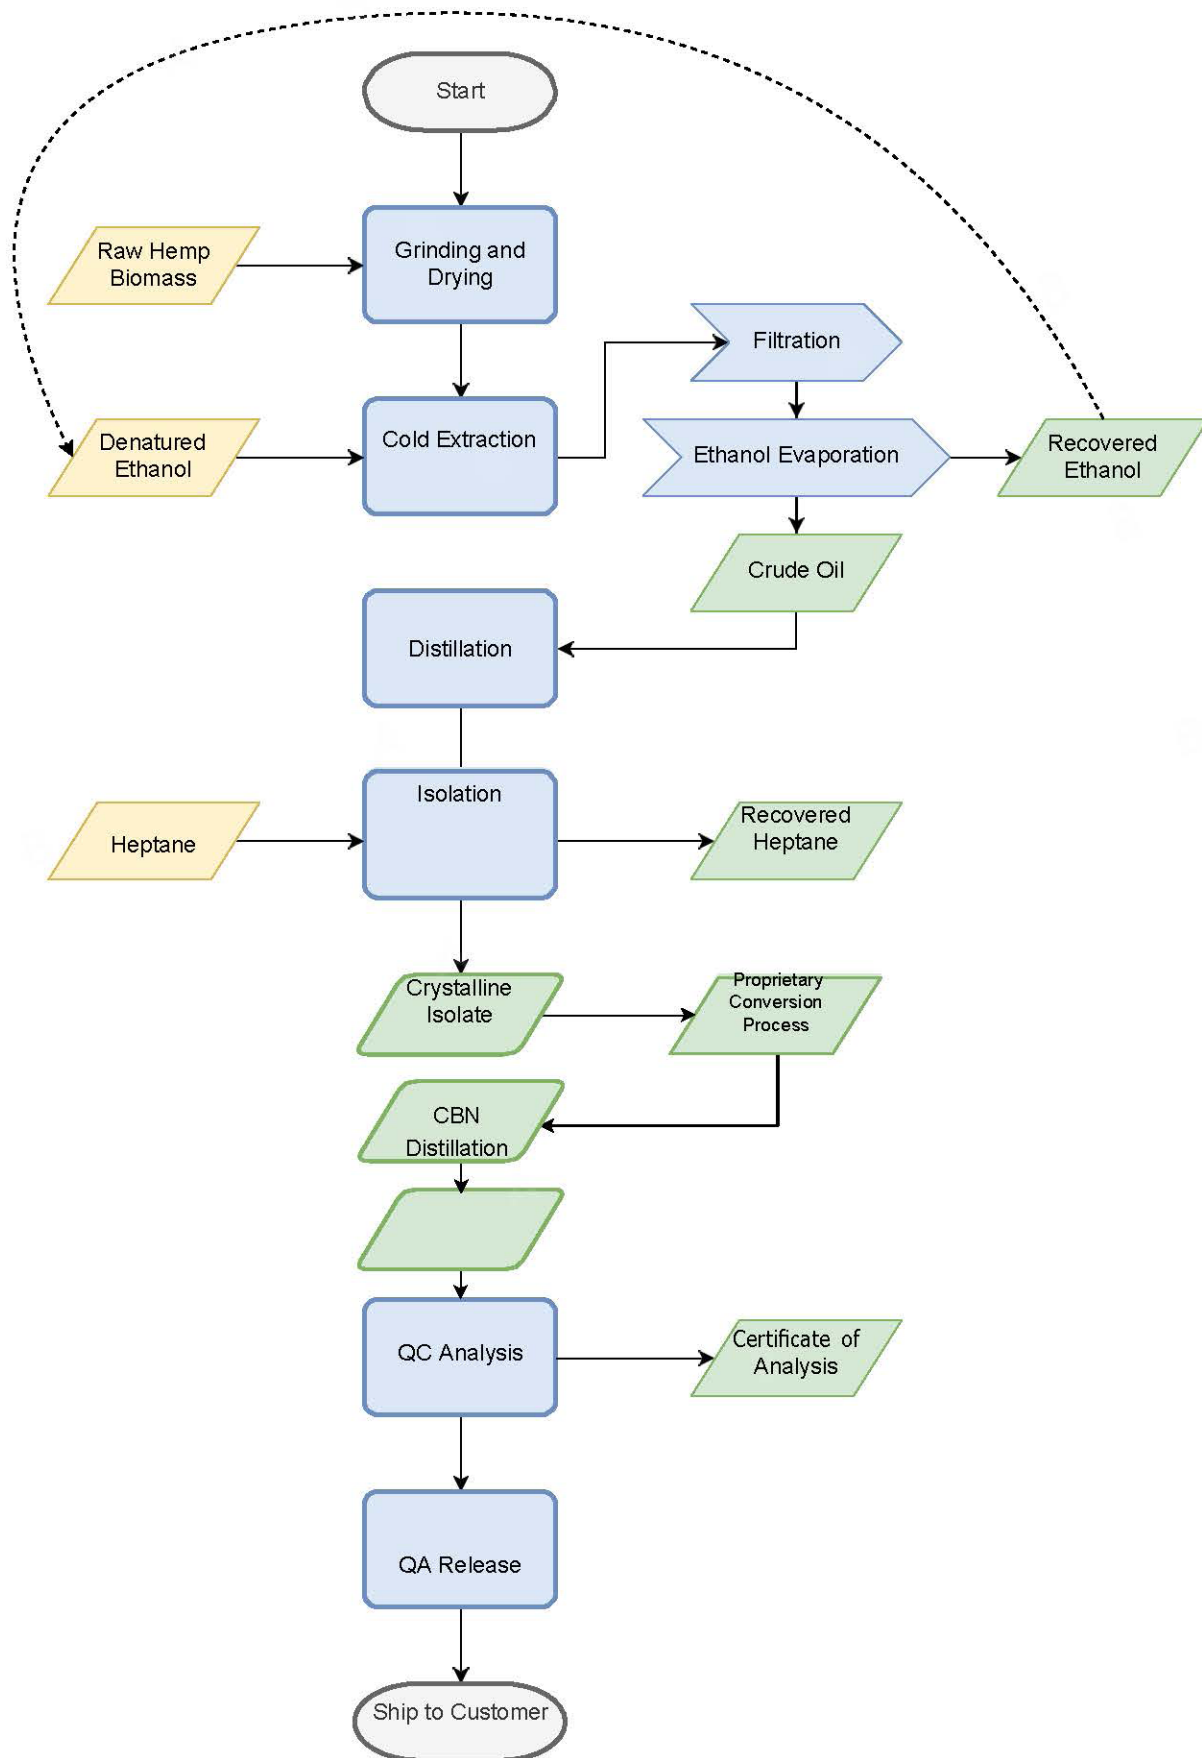 Start
Raw Hemp
Biomass
Grinding and
Drying
Filtration
Denatured
Ethanol
Cold Extraction
Ethanol Evaporation
Recovered
Ethanol
Crude Oil
Distillation
Isolation
Heptane
Recovered
Heptane
Crystalline
Isolate
Proprietary
Conversion
Process
CBN
Distillation
QC Analysis
Certificate of
Analysis
QA Release
Ship to Customer